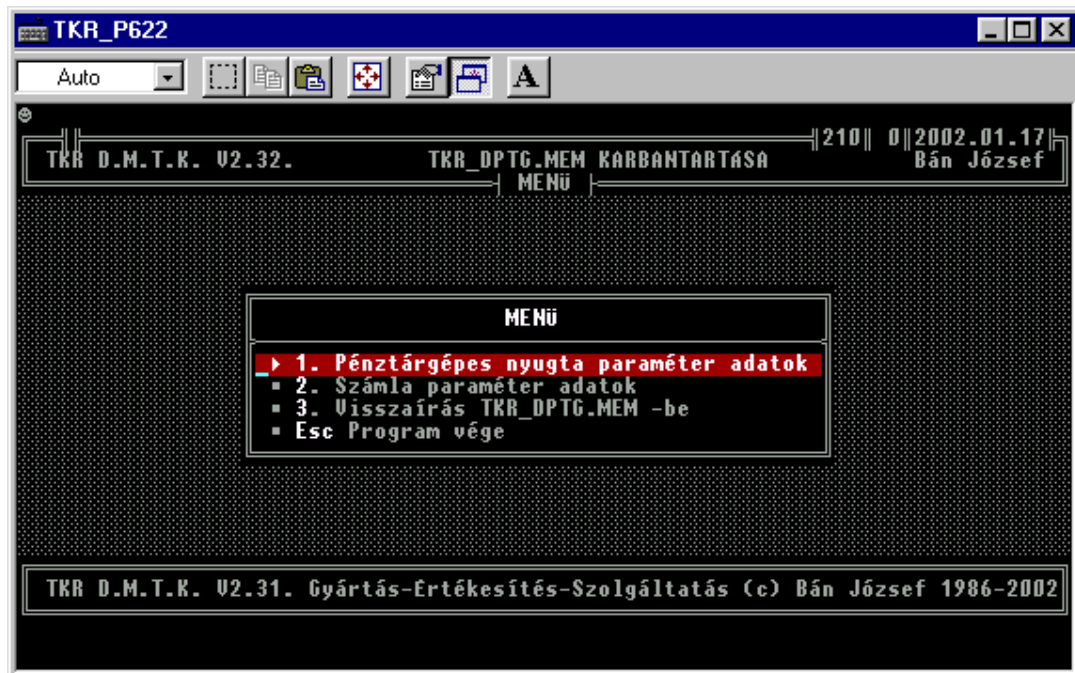 TKR_P622
Auto
A
210 0 2002.01.17
TKR D.M.T.K. V2.32. TKR_DPTG.MEM KARBANTARTáSA Bán József
MENü
MENü
1. Pénztárgépes nyugta paraméter adatok
2. Számla paraméter adatok
3. Visszaírás TKR_DPTG.MEM -be
Esc Program vége
TKR D.M.T.K. V2.31. Gyártás-Ertékesítés-Szolgáltatás (c) Bán József 1986-2002